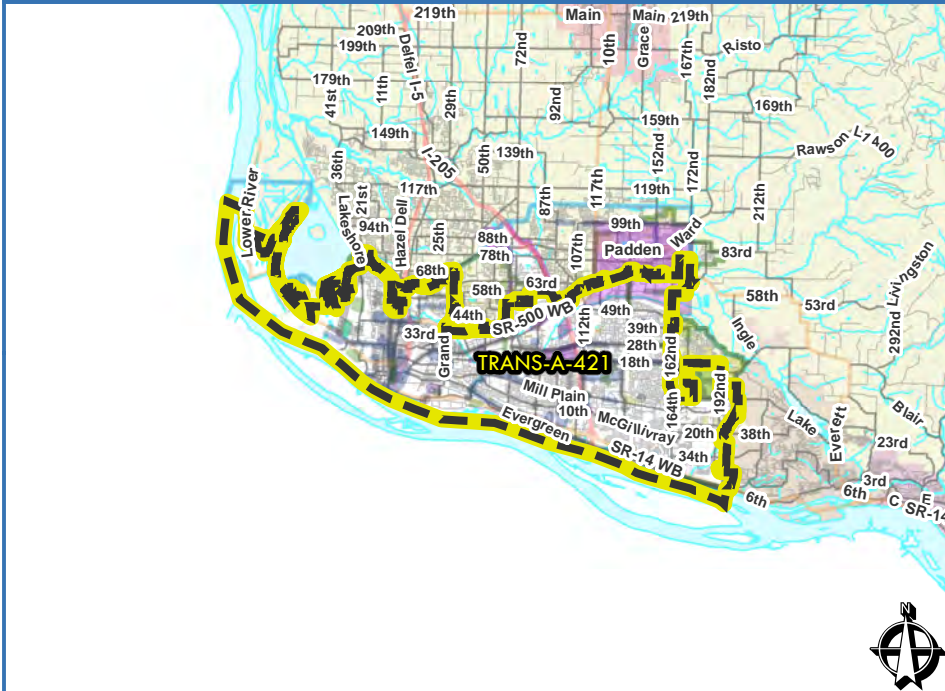 219th
Main
Main
219th
209th
199th
Delfel
I-5
72nd
10th
Grace
167th
182nd
Risto
179th
41st
11th
29th
92nd
169th
149th
159th
Rawson
36th
I-205
50th
139th
152nd
172nd
Lower River
Lakeshore
21st
117th
87th
117th
119th
212th
94th
Hazel Dell
25th
88th
78th
107th
99th
Padden
Ward
83rd
68th
58th
63rd
58th
53rd
292nd
Livingston
44th
SR-500 WB
49th
33rd
Grand
112th
39th
28th
18th
162nd
Ingle
TRANS-A-421
Mill Plain
10th
164th
192nd
Lake
Everett
Blair
Evergreen
McGillivray
20th
38th
23rd
SR-14 WB
34th
6th
6th
3rd
E
C
SR-14
N